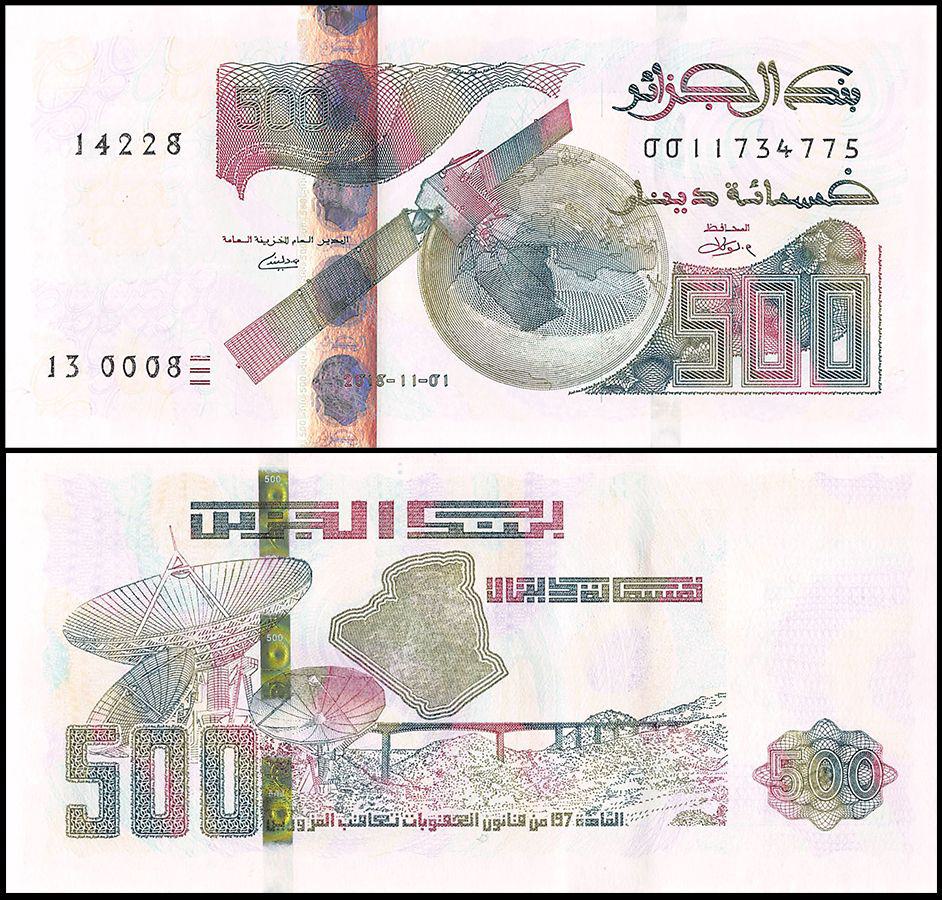 500
بنك الجزائر
14228
0011734775
خمسمائة دينار
المدير العام للخزينة العامة
المحافظ
500
13 0008
2018-11-01
500
بنك الجزائر
خمسمائة دينار
500
500
500
المادة 197 من قانون العقوبات تعاقب المزورين